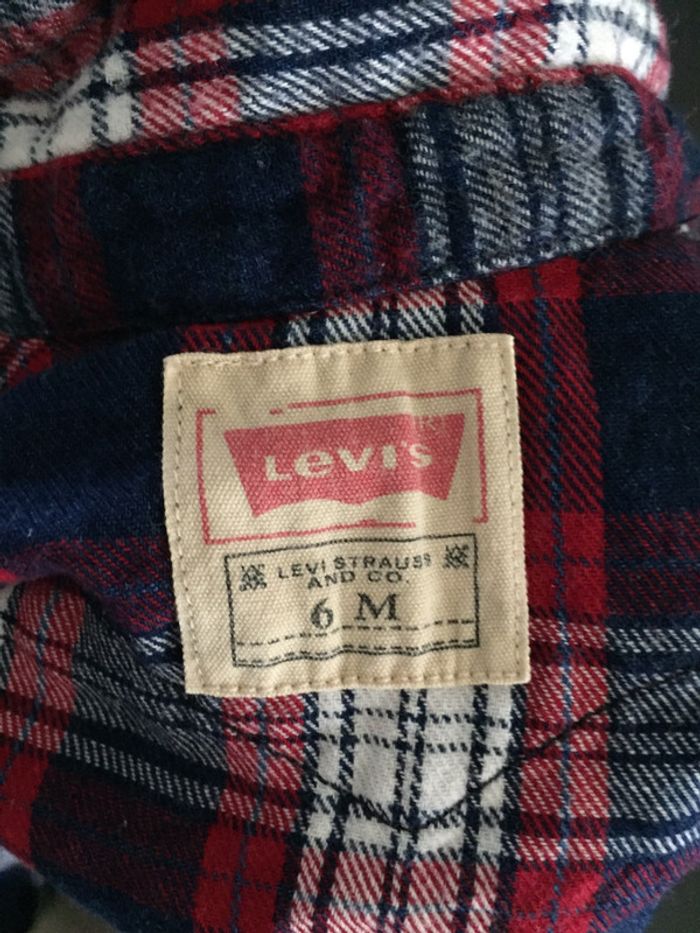 Levi's
LEVI STRAUSS
AND CO.
6 M